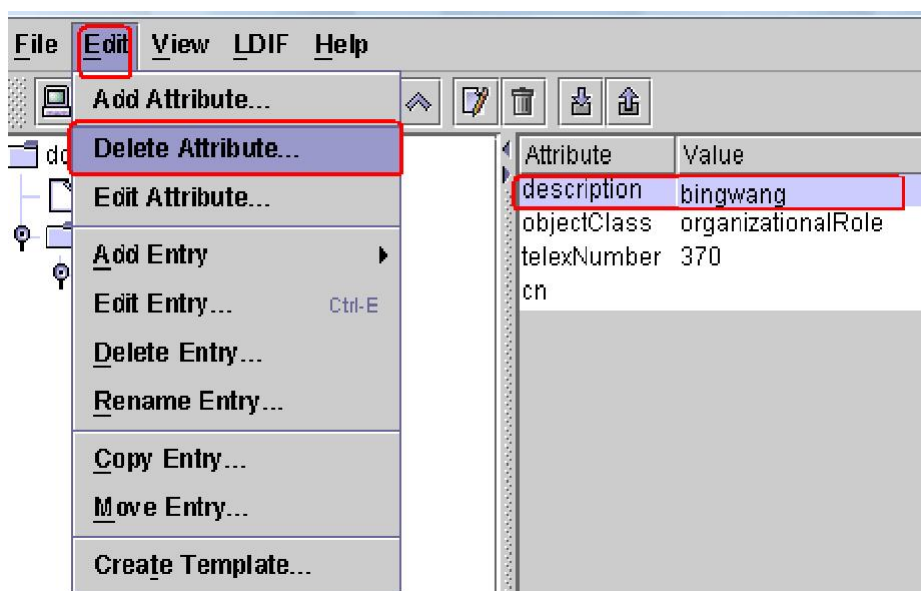 File Edit View LDIF Help
Add Attribute...
Delete Attribute...
Edit Attribute...
Add Entry
Edit Entry... Ctrl-E
Delete Entry...
Rename Entry...
Copy Entry...
Move Entry...
Create Template...
Attribute Value
description bingwang
objectClass organizationalRole
telexNumber 370
cn